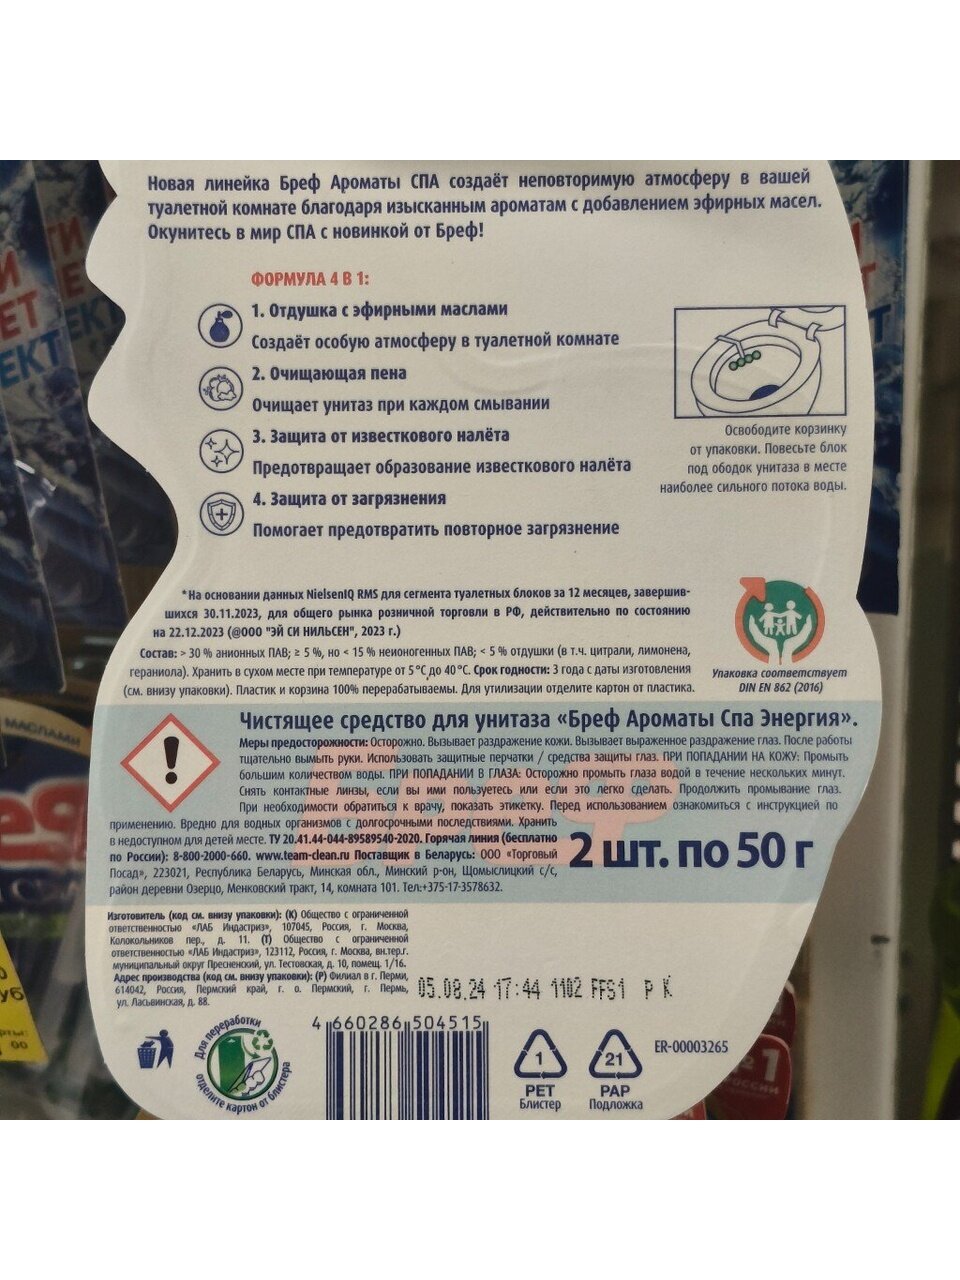 Новая линейка Бреф Ароматы СПА создаёт неповторимую атмосферу в вашей
туалетной комнате благодаря изысканным ароматам с добавлением эфирных масел.
Окунитесь в мир СПА с новинкой от Бреф!
ФОРМУЛА 4 В 1:
1. Отдушка с эфирными маслами
Создаёт особую атмосферу в туалетной комнате
2. Очищающая пена
Очищает унитаз при каждом смывании
3. Защита от известкового налёта
Предотвращает образование известкового налёта
4. Защита от загрязнения
Помогает предотвратить повторное загрязнение
Освободите корзинку
от упаковки. Повесьте блок
под ободок унитаза в месте
наиболее сильного потока воды.
*На основании данных NielsenIQ RMS для сегмента туалетных блоков за 12 месяцев, завершив-
шихся 30.11.2023, для общего рынка розничной торговли в РФ, действительно по состоянию
на 22.12.2023 (@ООО "ЭЙ СИ НИЛЬСЕН", 2023 г.)
Состав: > 30 % анионных ПАВ; ≥ 5 %, но < 15 % неионогенных ПАВ; < 5 % отдушки (в т.ч. цитрали, лимонена,
гераниола). Хранить в сухом месте при температуре от 5°С до 40°С. Срок годности: 3 года с даты изготовления
(см. внизу упаковки). Пластик и корзина 100% перерабатываемы. Для утилизации отделите картон от пластика.
Упаковка соответствует
DIN EN 862 (2016)
Чистящее средство для унитаза «Бреф Ароматы Спа Энергия».
Меры предосторожности: Осторожно. Вызывает раздражение кожи. Вызывает выраженное раздражение глаз. После работы
тщательно вымыть руки. Использовать защитные перчатки / средства защиты глаз. ПРИ ПОПАДАНИИ НА КОЖУ: Промыть
большим количеством воды. ПРИ ПОПАДАНИИ В ГЛАЗА: Осторожно промыть глаза водой в течение нескольких минут.
Снять контактные линзы, если вы ими пользуетесь или если это легко сделать. Продолжить промывание глаз.
При необходимости обратиться к врачу, показать этикетку. Перед использованием ознакомиться с инструкцией по
применению. Вредно для водных организмов с долгосрочными последствиями. Хранить
в недоступном для детей месте. ТУ 20.41.44-044-89589540-2020. Горячая линия (бесплатно
по России): 8-800-2000-660. www.team-clean.ru Поставщик в Беларусь: ООО "Торговый
Посад», 223021, Республика Беларусь, Минская обл., Минский р-он, Щомыслицкий с/с,
район деревни Озерцо, Менковский тракт, 14, комната 101. Тел:+375-17-3578632.
2 шт. по 50 г
Изготовитель (код см. внизу упаковки): (К) Общество с ограниченной
ответственностью «ЛАБ Индастриз», 107045, Россия, г. Москва,
Колокольников пер., д. 11. (Т) Общество с ограниченной
ответственностью «ЛАБ Индастриз», 123112, Россия, г. Москва, вн.тер.г.
муниципальный округ Пресненский, ул. Тестовская, д. 10, помещ. 1/16.
Адрес производства (код см. внизу упаковки): (Р) Филиал в г. Перми,
614042, Россия, Пермский край, г. о. Пермский, г. Пермь,
ул. Ласьвинская, д. 88.
05.08.24 17:44 1102 FFS1 P K
Для переработки
отделите картон от блистера
4 660286 504515
1
PET
Блистер
21
PAP
Подложка
ER-00003265
МАСЛАМИ